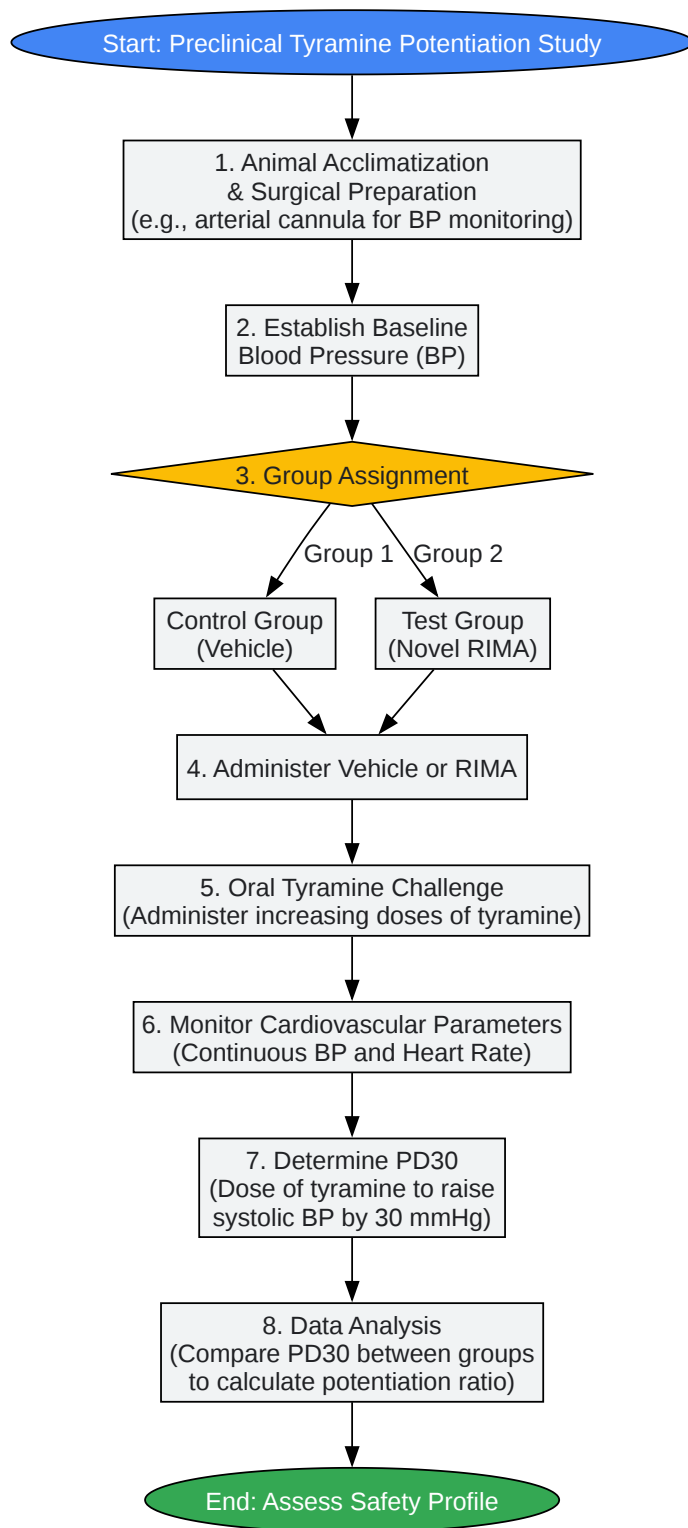 Start: Preclinical Tyramine Potentiation Study
1. Animal Acclimatization
& Surgical Preparation
(e.g., arterial cannula for BP monitoring)
2. Establish Baseline
Blood Pressure (BP)
3. Group Assignment
Group 1
Group 2
Control Group
(Vehicle)
Test Group
(Novel RIMA)
4. Administer Vehicle or RIMA
5. Oral Tyramine Challenge
(Administer increasing doses of tyramine)
6. Monitor Cardiovascular Parameters
(Continuous BP and Heart Rate)
7. Determine PD30
(Dose of tyramine to raise
systolic BP by 30 mmHg)
8. Data Analysis
(Compare PD30 between groups
to calculate potentiation ratio)
End: Assess Safety Profile